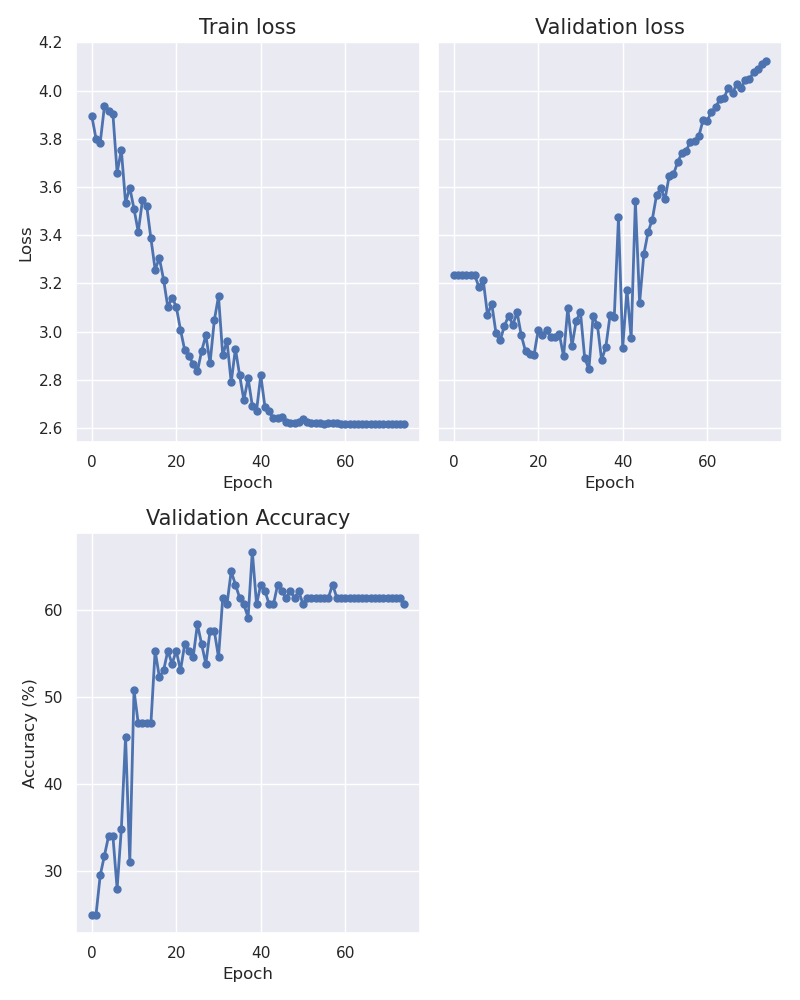 Train loss
Validation loss
4.2
4.0
3.8
3.6
3.4
3.2
3.0
2.8
2.6
Loss
0 20 40 60
0 20 40 60
Epoch
Epoch
Validation Accuracy
60
50
40
30
Accuracy (%)
0 20 40 60
Epoch